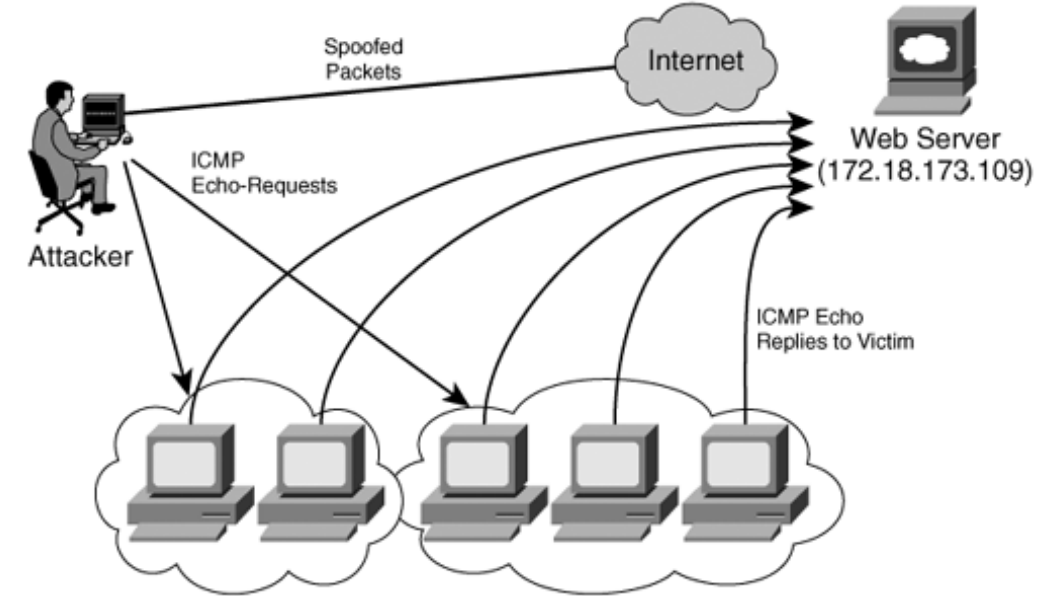 Spoofed
Packets
Internet
Web Server
(172.18.173.109)
ICMP
Echo-Requests
Attacker
ICMP Echo
Replies to Victim